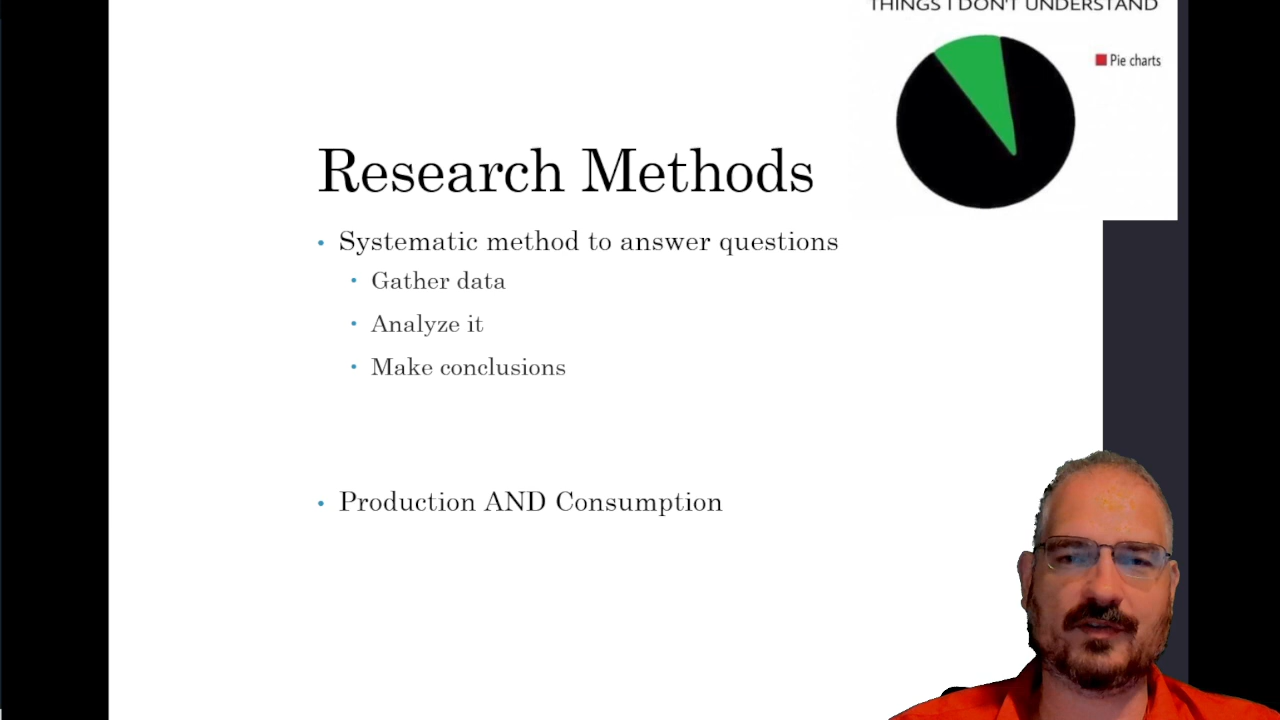 THINGS I DON'T UNDERSTAND
Pie charts
Research Methods
• Systematic method to answer questions
• Gather data
• Analyze it
• Make conclusions
• Production AND Consumption